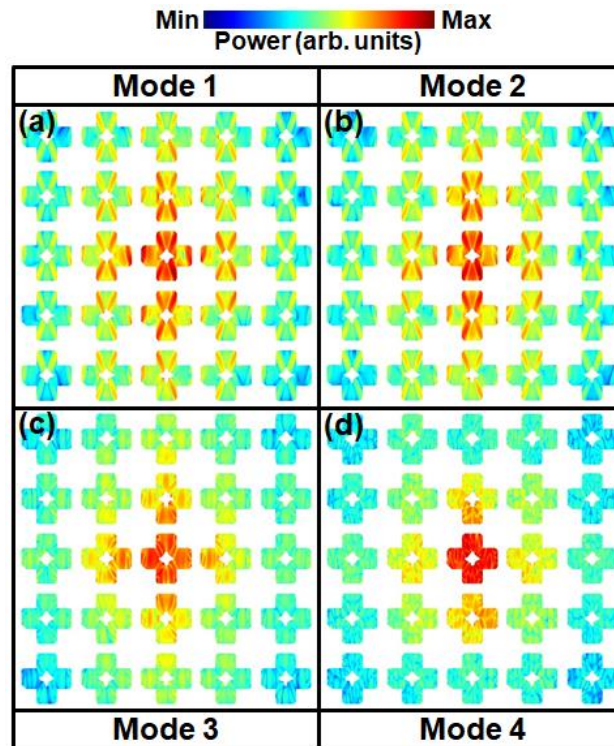 Min Max
Power (arb. units)
Mode 1 Mode 2
(a) (b)
(c) (d)
Mode 3 Mode 4